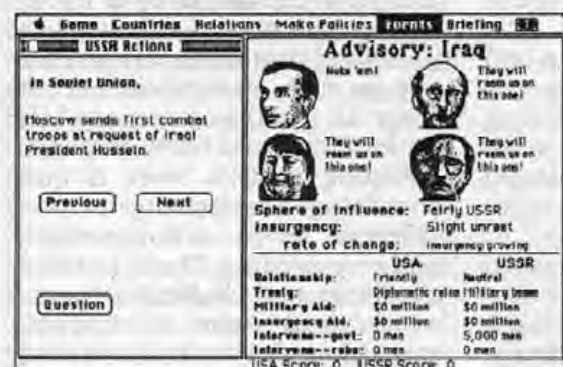 Game Countries Relations Make Policies Events Briefing
USSR Actions
In Soviet Union,
Moscow sends first combat
troops at request of Iraqi
President Hussein.
Previous Next
Question
Advisory: Iraq
Nuke 'em!
They will
ream us on
this one!
They will
ream us on
this one!
They will
ream us on
this one!
Sphere of Influence: Fairly USSR
Insurgency: Slight unrest
rate of change: insurgency growing
USA USSR
Relationship: Friendly Neutral
Treaty: Diplomatic relas Military bases
Military Aid: $0 million $0 million
Insurgency Aid: $0 million $0 million
Intervene--govt: 0 men 5,000 men
Intervene--rebs: 0 men 0 men
USA Score: 0 USSR Score: 0